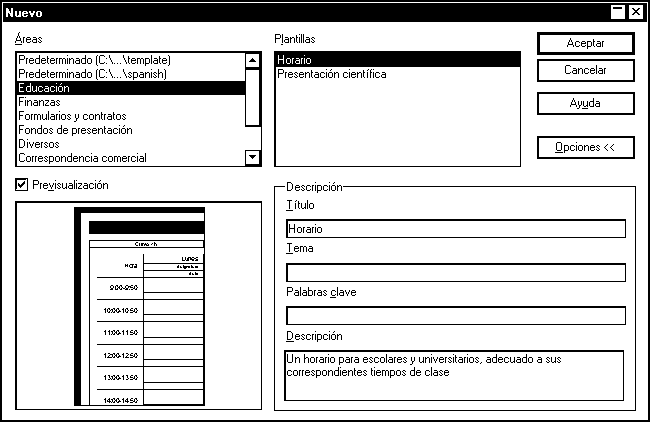 Nuevo
Áreas
Predeterminado (C:\...\template)
Predeterminado (C:\...\spanish)
Educación
Finanzas
Formularios y contratos
Fondos de presentación
Diversos
Correspondencia comercial
Plantillas
Horario
Presentación científica
Aceptar
Cancelar
Ayuda
Opciones <<
Previsualización
Lunes
Hora
Asignatura
Aula
9:00-9:50
10:00-10:50
11:00-11:50
12:00-12:50
13:00-13:50
14:00-14:50
Descripción
Título
Horario
Tema
Palabras clave
Descripción
Un horario para escolares y universitarios, adecuado a sus
correspondientes tiempos de clase